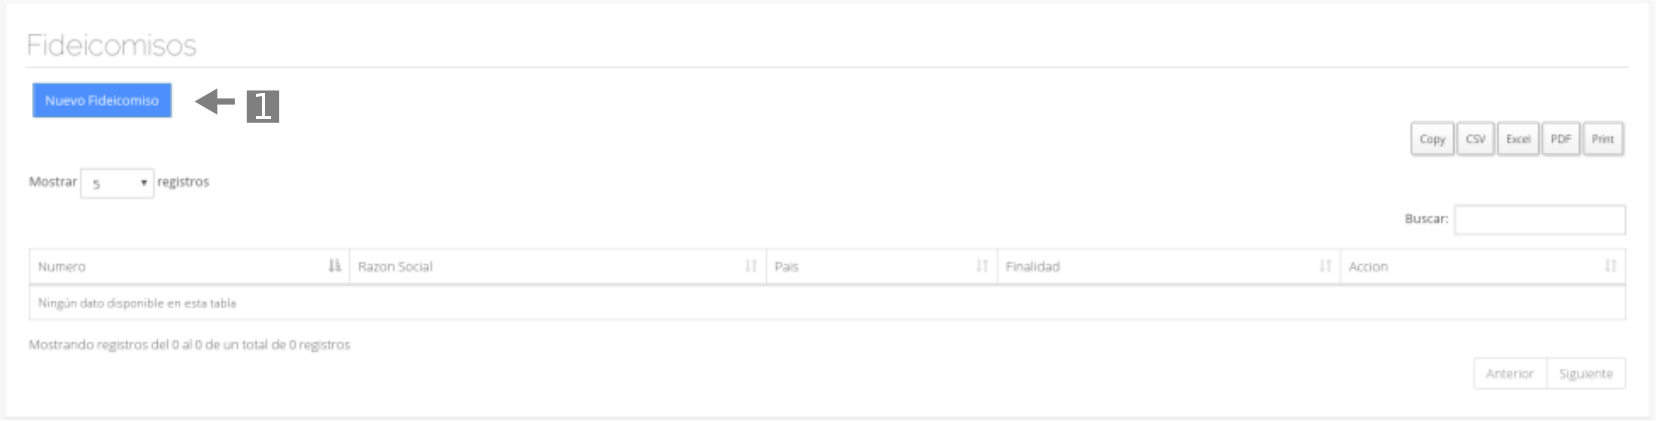 Fideicomisos
Nuevo Fideicomiso 1
Copy CSV Excel PDF Print
Mostrar 5 registros
Buscar:
Numero Razon Social Pais Finalidad Accion
Ningún dato disponible en esta tabla
Mostrando registros del 0 al 0 de un total de 0 registros
Anterior Siguiente